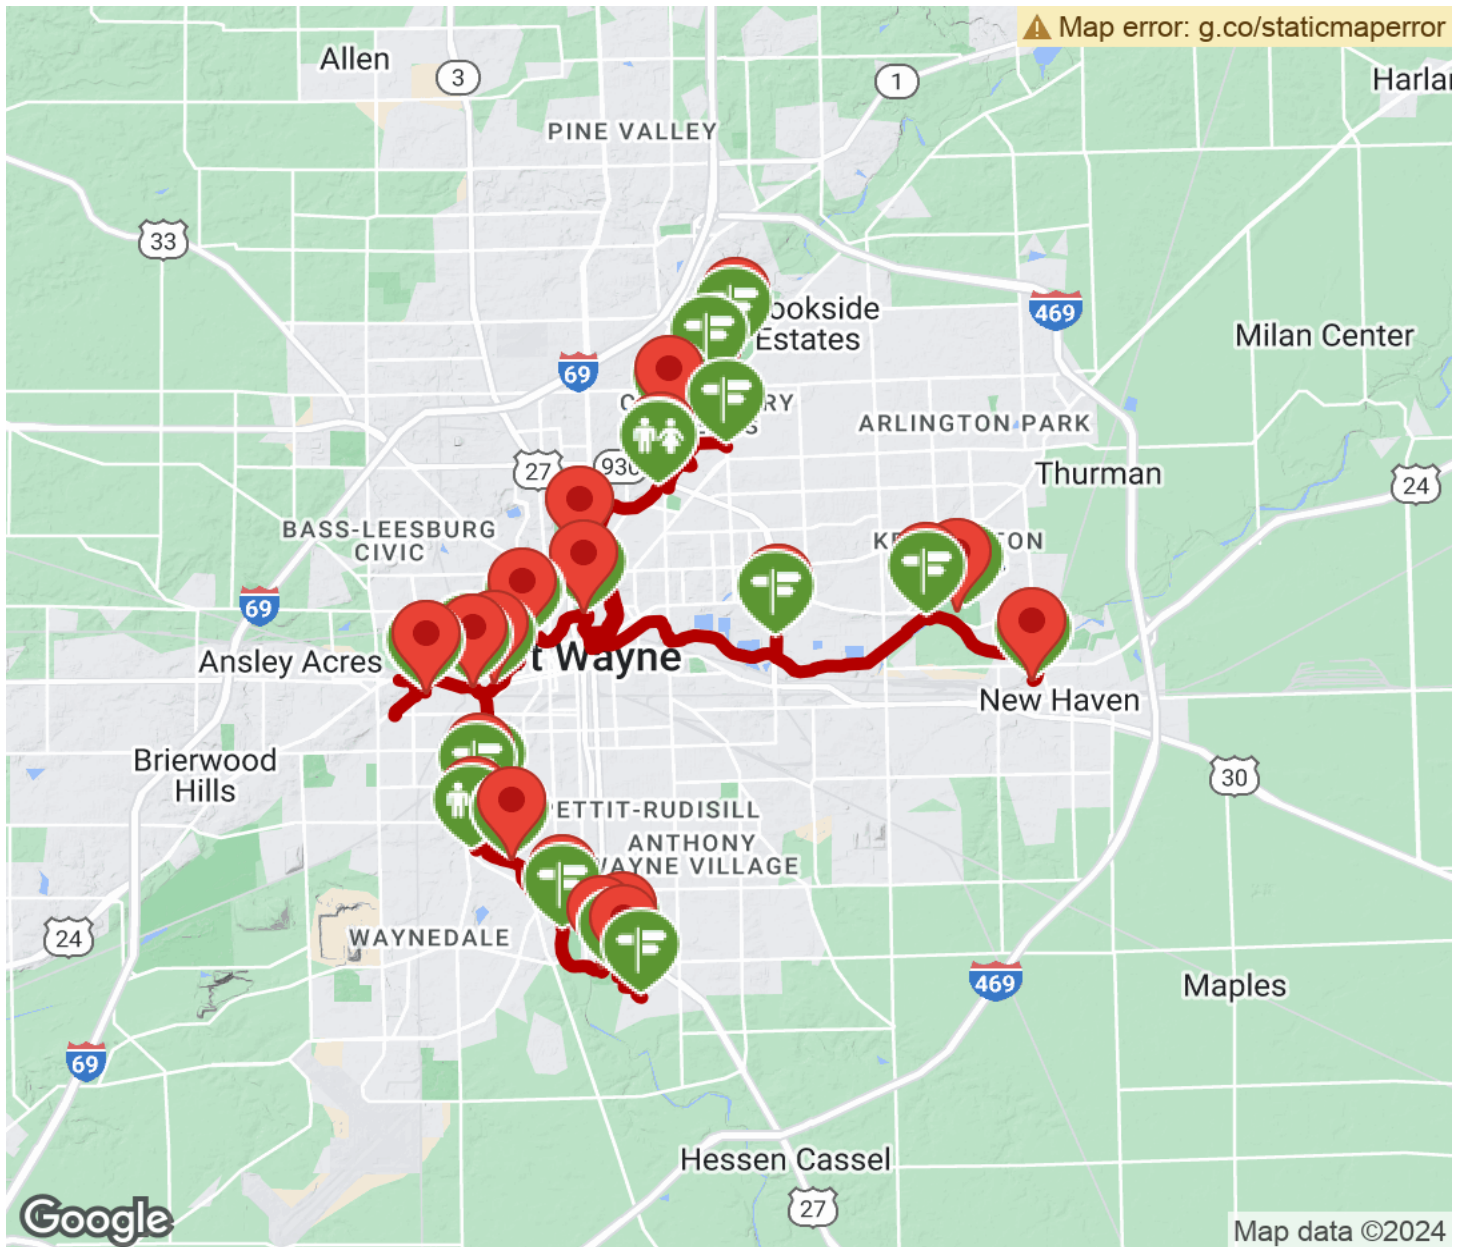 Map error: g.co/staticmaperror
Allen
3
1
Harla
PINE VALLEY
33
ookside
Estates
469
Milan Center
69
RY
ARLINGTON PARK
27
930
Thurman
24
BASS-LEESBURG
CIVIC
TON
69
Ansley Acres
t Wayne
New Haven
Brierwood
Hills
30
ETTIT-RUDISILL
ANTHONY
AYNE VILLAGE
24
WAYNEDALE
469
Maples
69
Hessen Cassel
27
Google
Map data ©2024